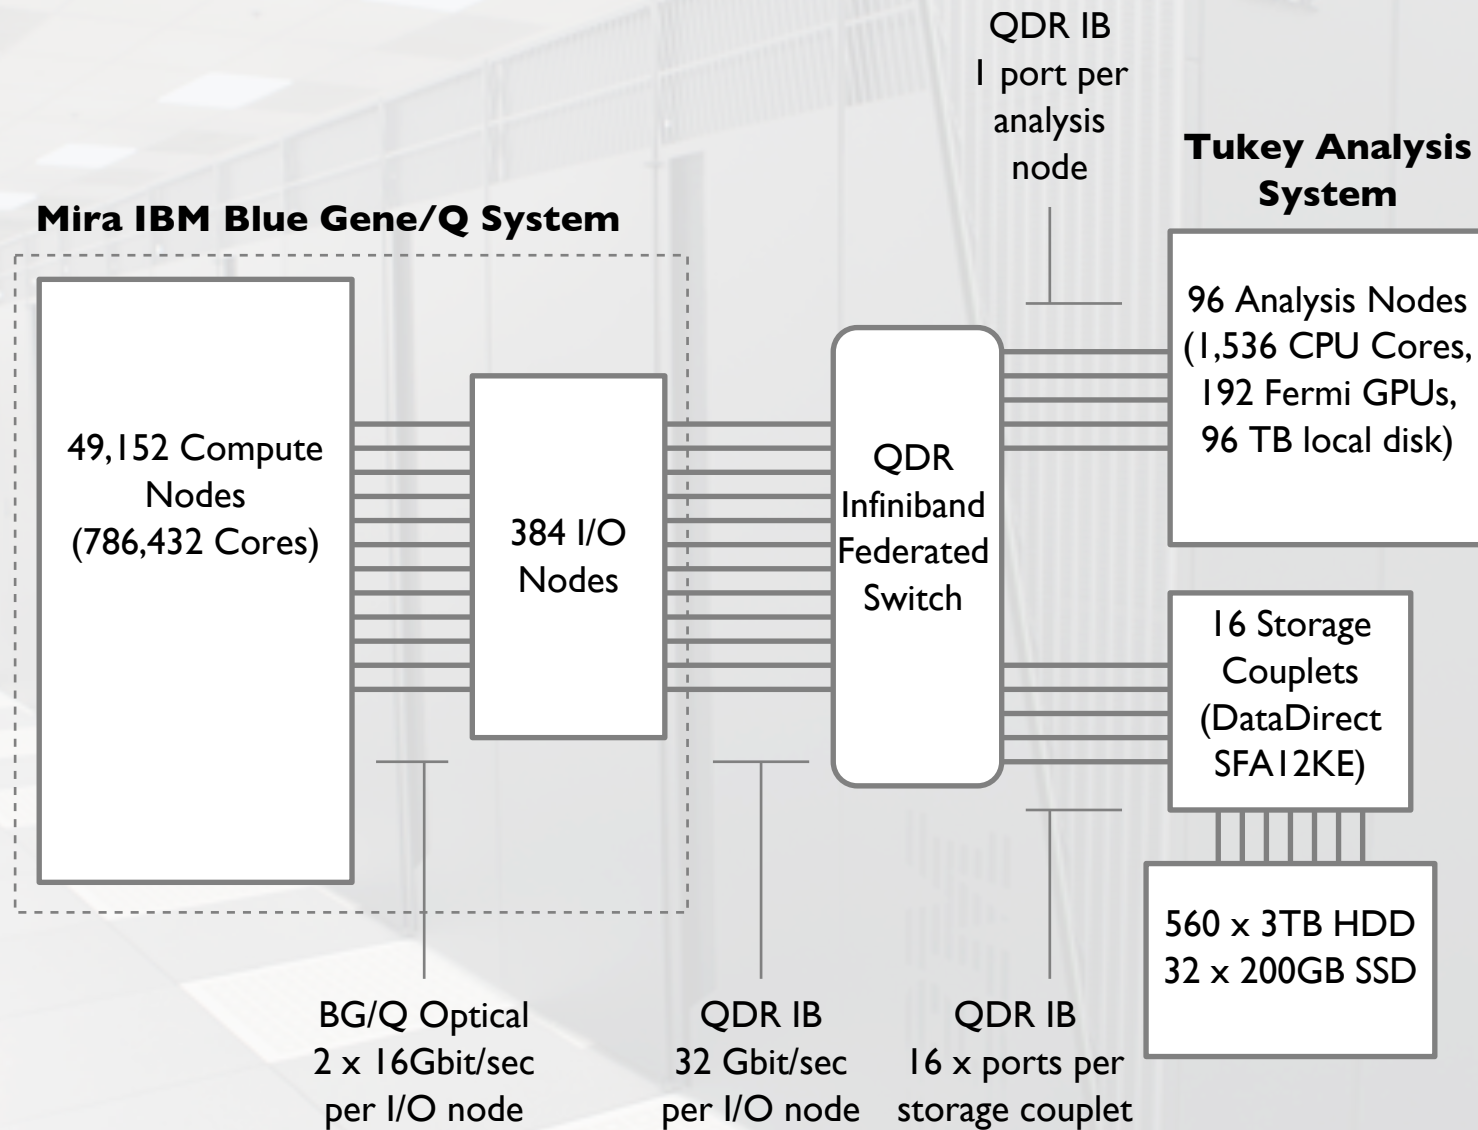 QDR IB
1 port per
analysis
node
Tukey Analysis
System
Mira IBM Blue Gene/Q System
49,152 Compute
Nodes
(786,432 Cores)
384 I/O
Nodes
QDR
Infiniband
Federated
Switch
96 Analysis Nodes
(1,536 CPU Cores,
192 Fermi GPUs,
96 TB local disk)
16 Storage
Couplets
(DataDirect
SFA12KE)
560 x 3TB HDD
32 x 200GB SSD
BG/Q Optical
2 x 16Gbit/sec
per I/O node
QDR IB
32 Gbit/sec
per I/O node
QDR IB
16 x ports per
storage couplet